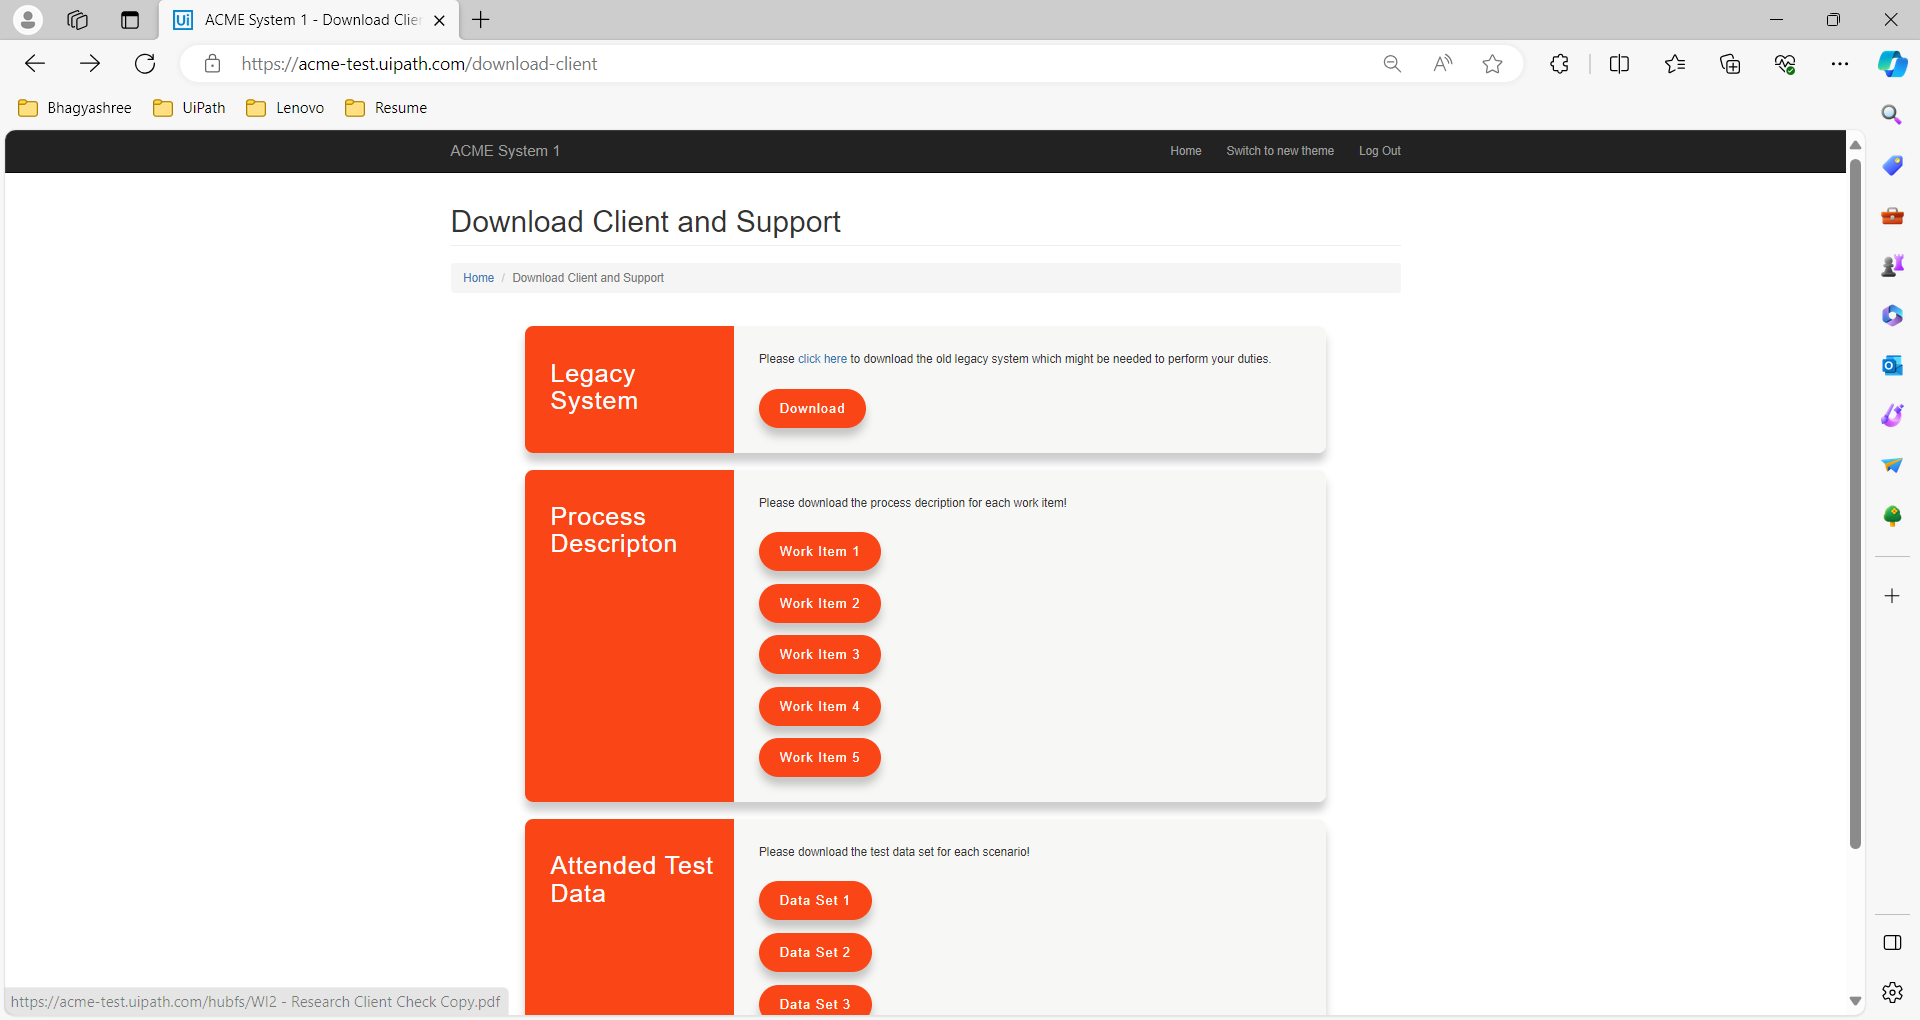 ACME System 1 - Download Clie
https://acme-test.uipath.com/download-client
Bhagyashree UiPath Lenovo Resume
ACME System 1 Home Switch to new theme Log Out
Download Client and Support
Home / Download Client and Support
Legacy
System
Please click here to download the old legacy system which might be needed to perform your duties.
Download
Process
Descripton
Please download the process decription for each work item!
Work Item 1
Work Item 2
Work Item 3
Work Item 4
Work Item 5
Attended Test
Data
Please download the test data set for each scenario!
Data Set 1
Data Set 2
Data Set 3
https://acme-test.uipath.com/hubfs/WI2 - Research Client Check Copy.pdf